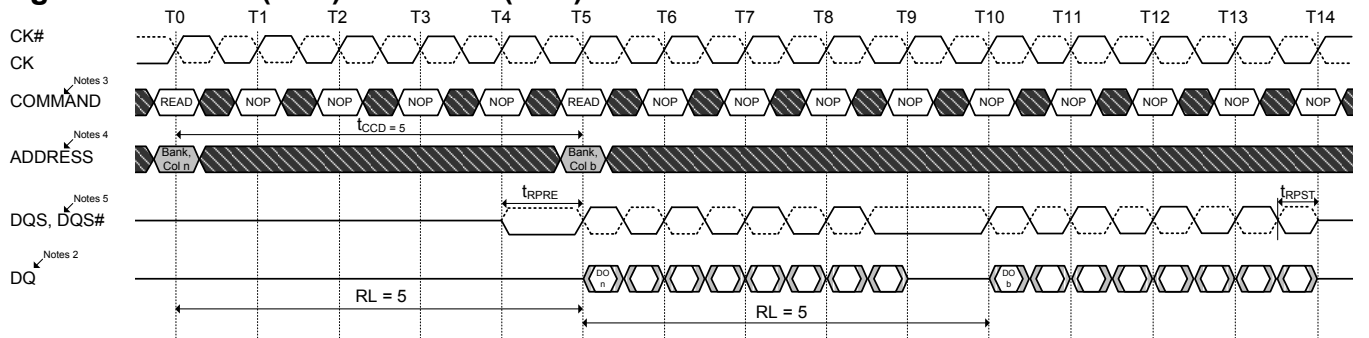 T0 T1 T2 T3 T4 T5 T6 T7 T8 T9 T10 T11 T12 T13 T14
CK#
CK
Notes 3
COMMAND READ NOP NOP NOP NOP READ NOP NOP NOP NOP NOP NOP NOP NOP NOP
tCCD = 5
Notes 4
ADDRESS
Bank, Col n
Bank, Col b
tRPRE
tRPST
Notes 5
DQS, DQS#
Notes 2
DQ
DO n
DO b
RL = 5
RL = 5